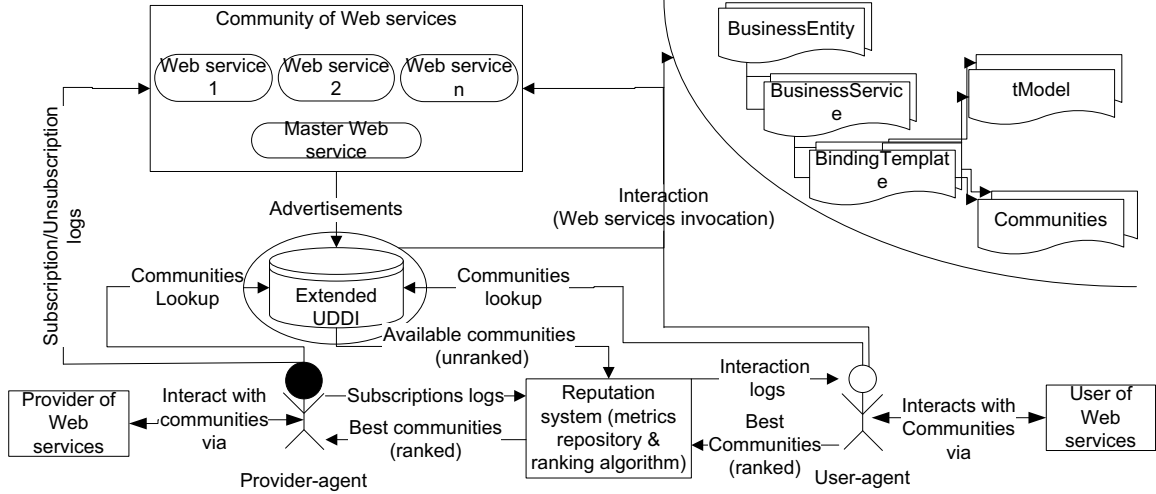 Community of Web services
Web service
1
Web service
2
Web service
n
Master Web
service
BusinessEntity
BusinessServic
e
BindingTemplat
e
tModel
Communities
Subscription/Unsubscription
logs
Advertisements
Interaction
(Web services invocation)
Communities
Lookup
Extended
UDDI
Communities
lookup
Available communities
(unranked)
Provider of
Web
services
Interact with
communities
via
Subscriptions logs
Best communities
(ranked)
Provider-agent
Reputation
system (metrics
repository &
ranking algorithm)
Interaction
logs
Best
Communities
(ranked)
User-agent
Interacts with
Communities
via
User of
Web
services